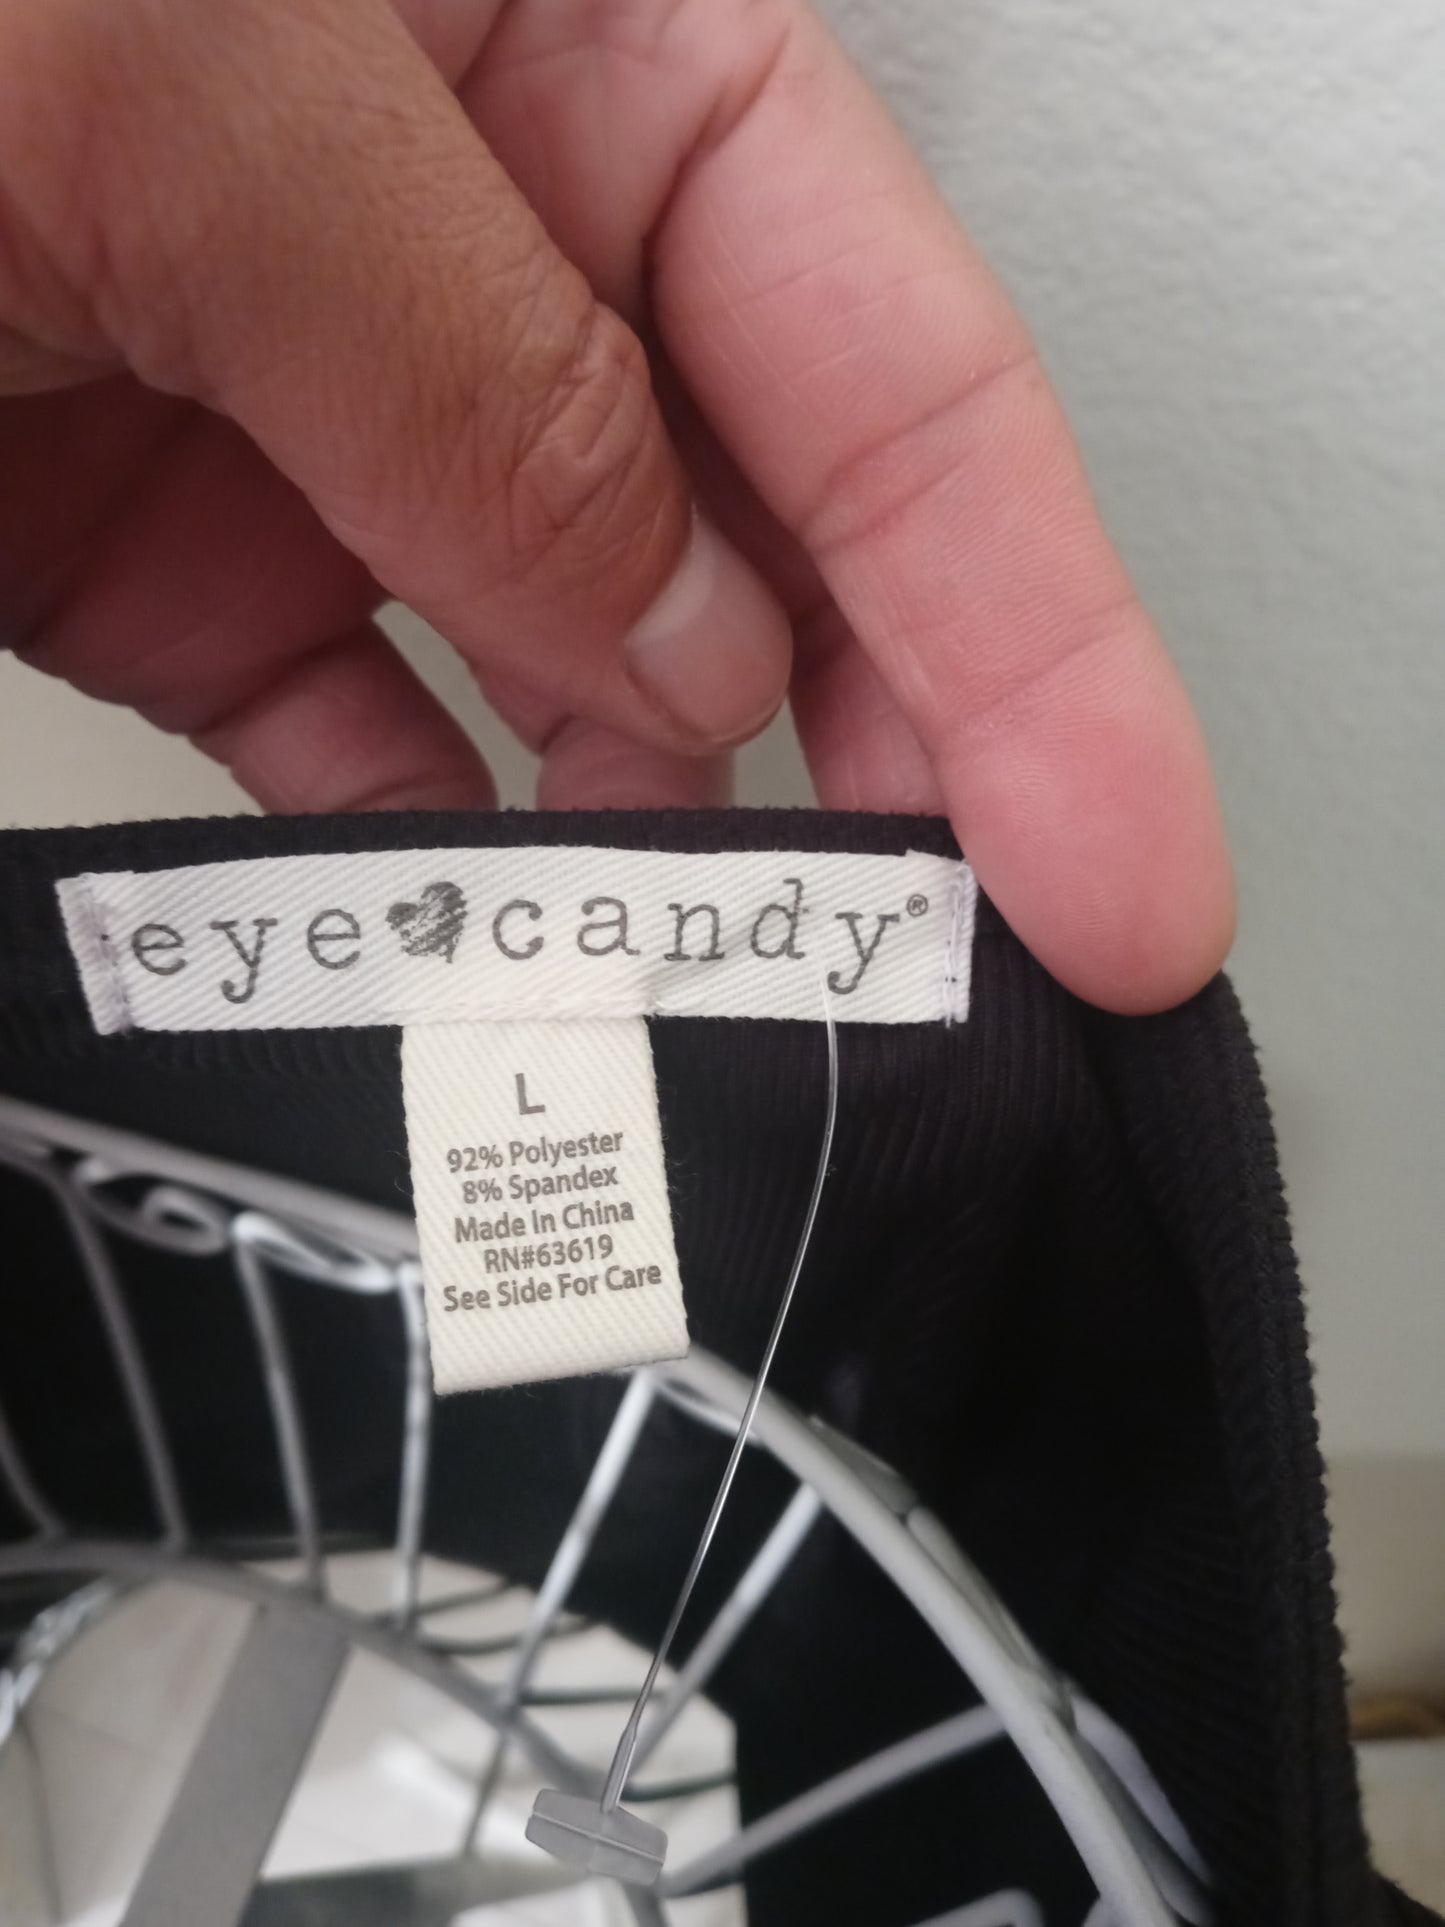 eye candy®
L
92% Polyester
8% Spandex
Made In China
RN#63619
See Side For Care